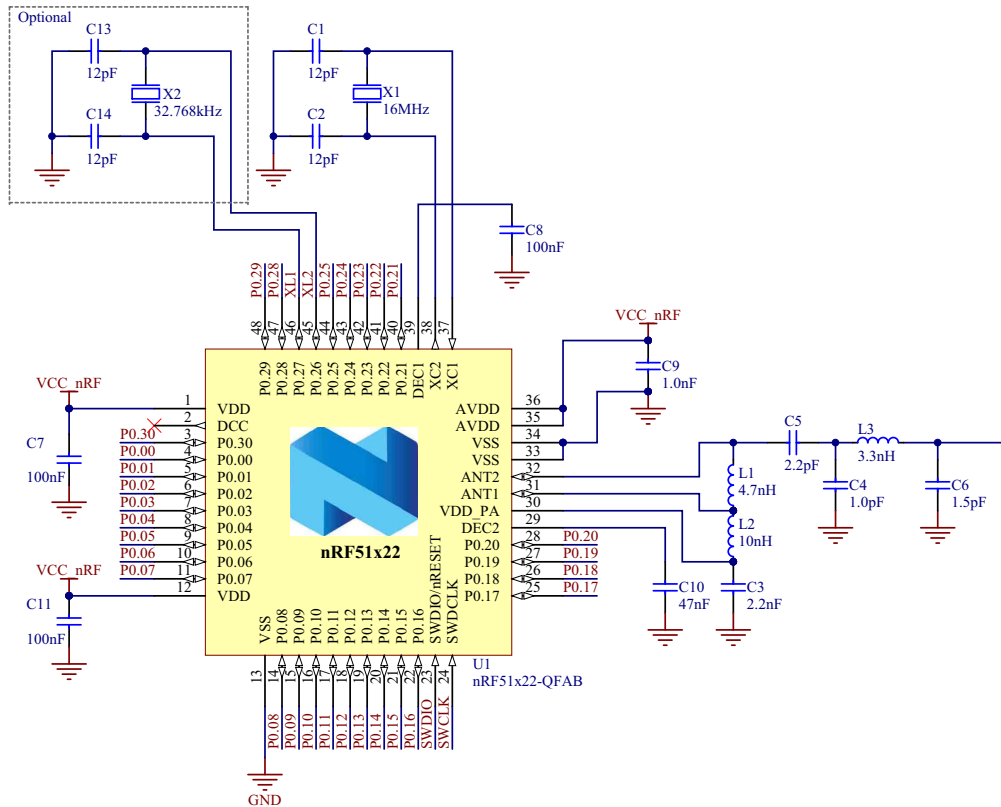 Optional
C13
12pF
X2
32.768kHz
C14
12pF
C1
12pF
X1
16MHz
C2
12pF
C8
100nF
P0.29
P0.28
XL1
XL2
P0.25
P0.24
P0.23
P0.22
P0.21
48
47
46
45
44
43
42
41
40
39
38
37
P0.29
P0.28
P0.27
P0.26
P0.25
P0.24
P0.23
P0.22
P0.21
DEC1
XC2
XC1
VCC_nRF
C9
1.0nF
VCC_nRF
C7
100nF
1 VDD
2 DCC
P0.30 3 P0.30
P0.00 4 P0.00
P0.01 5 P0.01
P0.02 6 P0.02
P0.03 7 P0.03
P0.04 8 P0.04
P0.05 9 P0.05
P0.06 10 P0.06
P0.07 11 P0.07
12 VDD
VCC_nRF
C11
100nF
nRF51x22
AVDD 36
AVDD 35
VSS 34
VSS 33
ANT2 32
ANT1 31
VDD_PA 30
DEC2 29
P0.20 28 P0.20
P0.19 27 P0.19
P0.18 26 P0.18
P0.17 25 P0.17
C5
2.2pF
L3
3.3nH
L1
4.7nH
C4
1.0pF
C6
1.5pF
L2
10nH
C10
47nF
C3
2.2nF
VSS
P0.08
P0.09
P0.10
P0.11
P0.12
P0.13
P0.14
P0.15
P0.16
SWDIO/nRESET
SWDCLK
13
14
15
16
17
18
19
20
21
22
23
24
U1
nRF51x22-QFAB
P0.08
P0.09
P0.10
P0.11
P0.12
P0.13
P0.14
P0.15
P0.16
SWDIO
SWCLK
GND